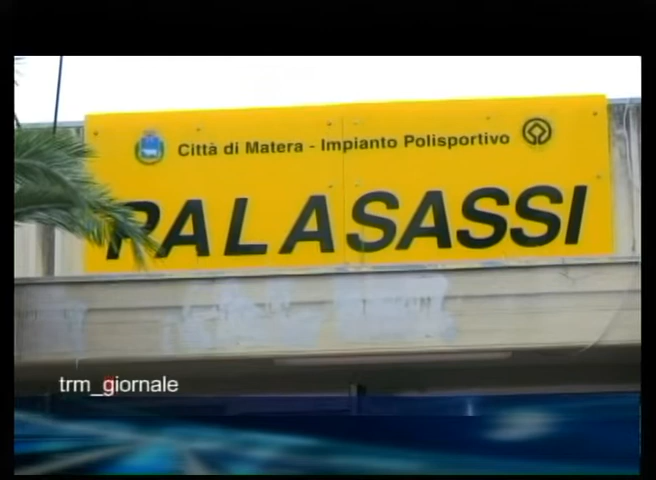 Città di Matera - Impianto Polisportivo
PALASASSI
trm_giornale